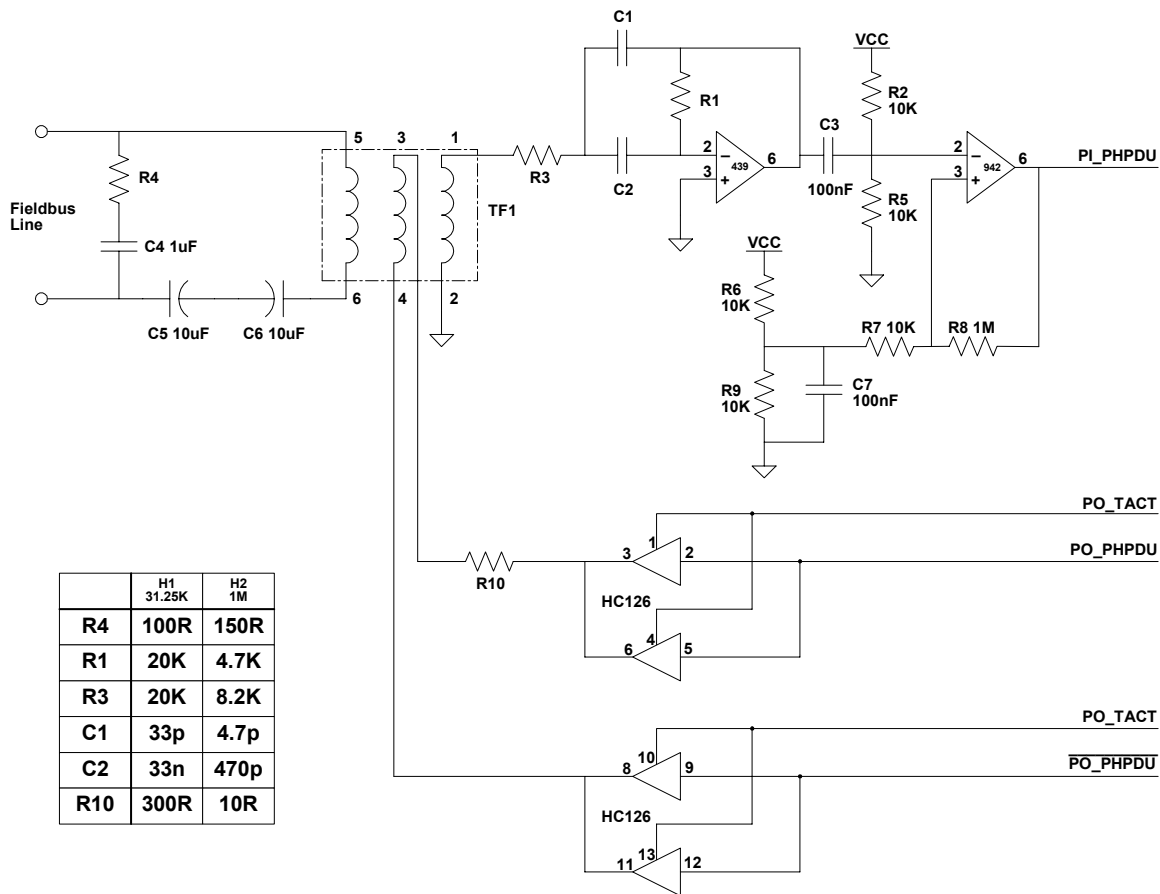 C1
VCC
R2
10K
R1
5
3
1
C3
2
–
439
6
3
+
2
–
942
6
3
+
PI_PHPDU
R4
R3
C2
100nF
R5
10K
TF1
Fieldbus
Line
VCC
C4 1uF
R6
10K
6
4
2
C5 10uF
C6 10uF
R7 10K
R8 1M
R9
10K
C7
100nF
PO_TACT
1
3
2
PO_PHPDU
R10
HC126
4
6
5
PO_TACT
10
8
9
PO_PHPDU
HC126
13
11
12
H1
31.25K
H2
1M
R4 100R 150R
R1 20K 4.7K
R3 20K 8.2K
C1 33p 4.7p
C2 33n 470p
R10 300R 10R